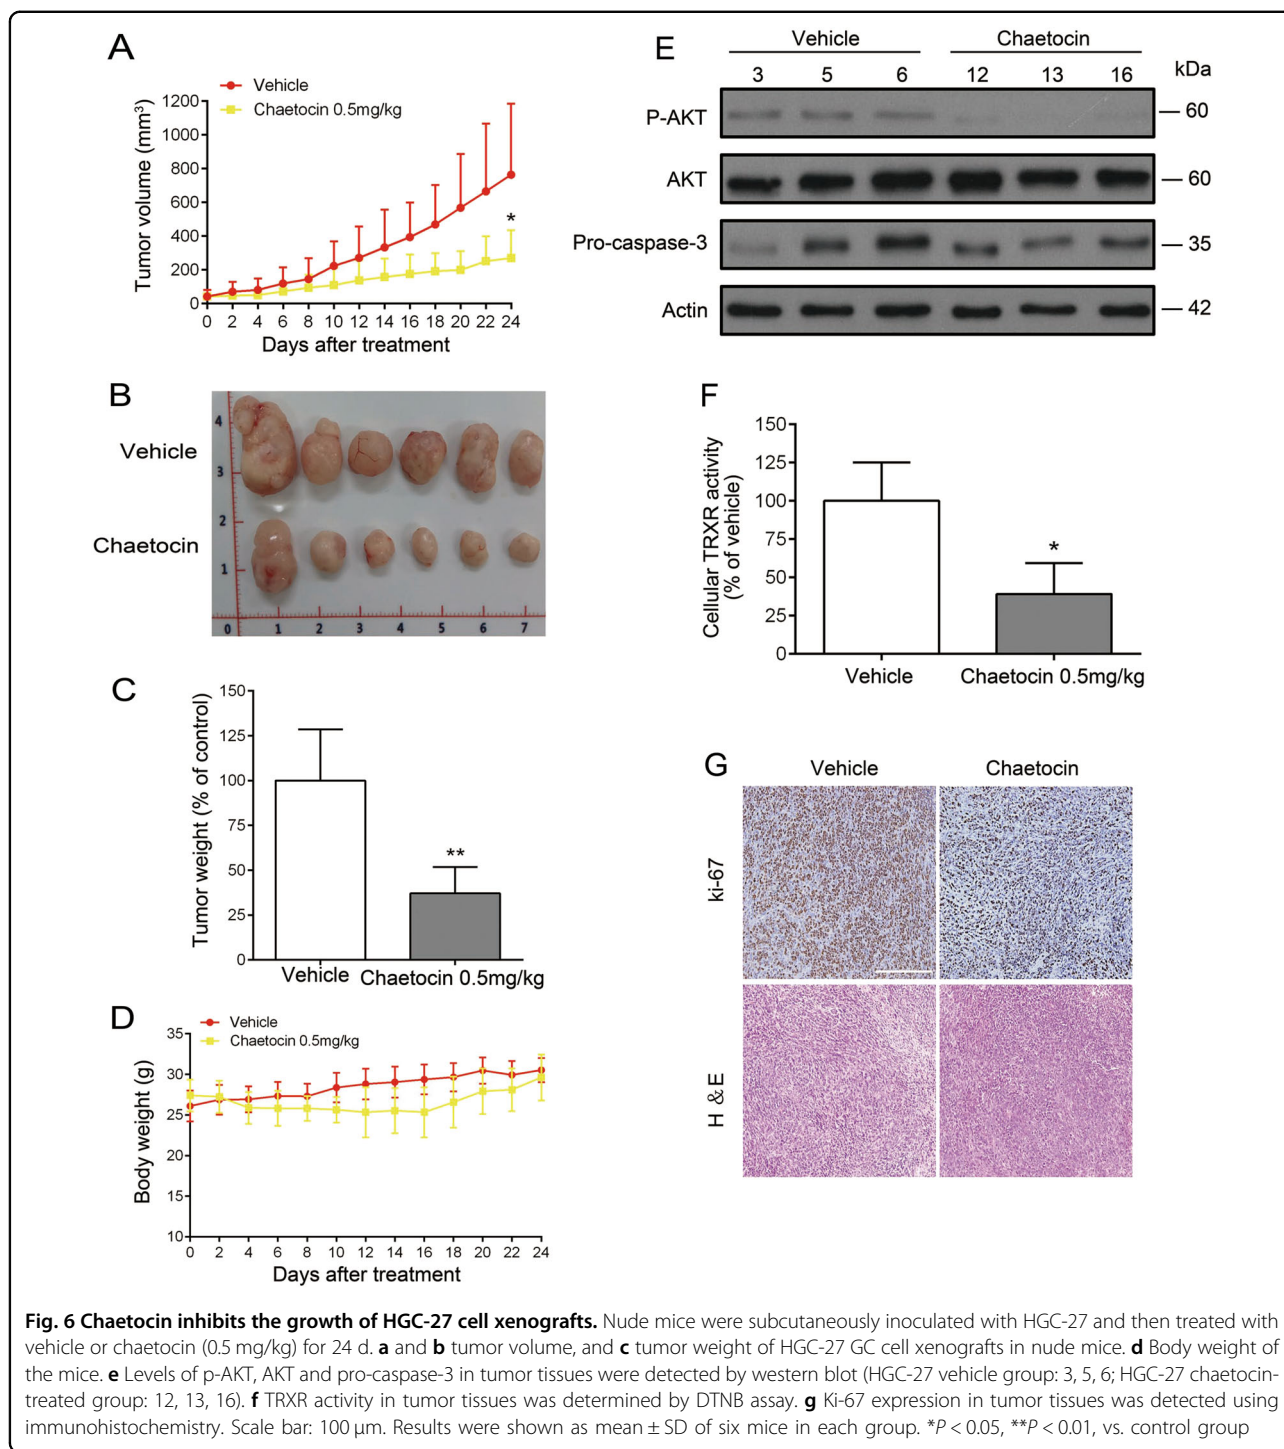 A
Vehicle
Chaetocin 0.5mg/kg
1200
1000
800
600
400
200
0
*
0 2 4 6 8 10 12 14 16 18 20 22 24
Tumor volume (mm³)
Days after treatment
B
Vehicle
Chaetocin
4
3
2
1
0 1 2 3 4 5 6 7
C
150
125
100
75
50
25
0
**
Tumor weight (% of control)
Vehicle Chaetocin 0.5mg/kg
D
Vehicle
Chaetocin 0.5mg/kg
35
30
25
20
15
10
0 2 4 6 8 10 12 14 16 18 20 22 24
Body weight (g)
Days after treatment
E
Vehicle Chaetocin
3 5 6 12 13 16 kDa
P-AKT — 60
AKT — 60
Pro-caspase-3 — 35
Actin — 42
F
150
125
100
75
50
25
0
*
Cellular TRXR activity
(% of vehicle)
Vehicle Chaetocin 0.5mg/kg
G
Vehicle Chaetocin
ki-67
H &E
Fig. 6 Chaetocin inhibits the growth of HGC-27 cell xenografts. Nude mice were subcutaneously inoculated with HGC-27 and then treated with
vehicle or chaetocin (0.5 mg/kg) for 24 d. a and b tumor volume, and c tumor weight of HGC-27 GC cell xenografts in nude mice. d Body weight of
the mice. e Levels of p-AKT, AKT and pro-caspase-3 in tumor tissues were detected by western blot (HGC-27 vehicle group: 3, 5, 6; HGC-27 chaetocin-
treated group: 12, 13, 16). f TRXR activity in tumor tissues was determined by DTNB assay. g Ki-67 expression in tumor tissues was detected using
immunohistochemistry. Scale bar: 100 μm. Results were shown as mean ± SD of six mice in each group. *P < 0.05, **P < 0.01, vs. control group